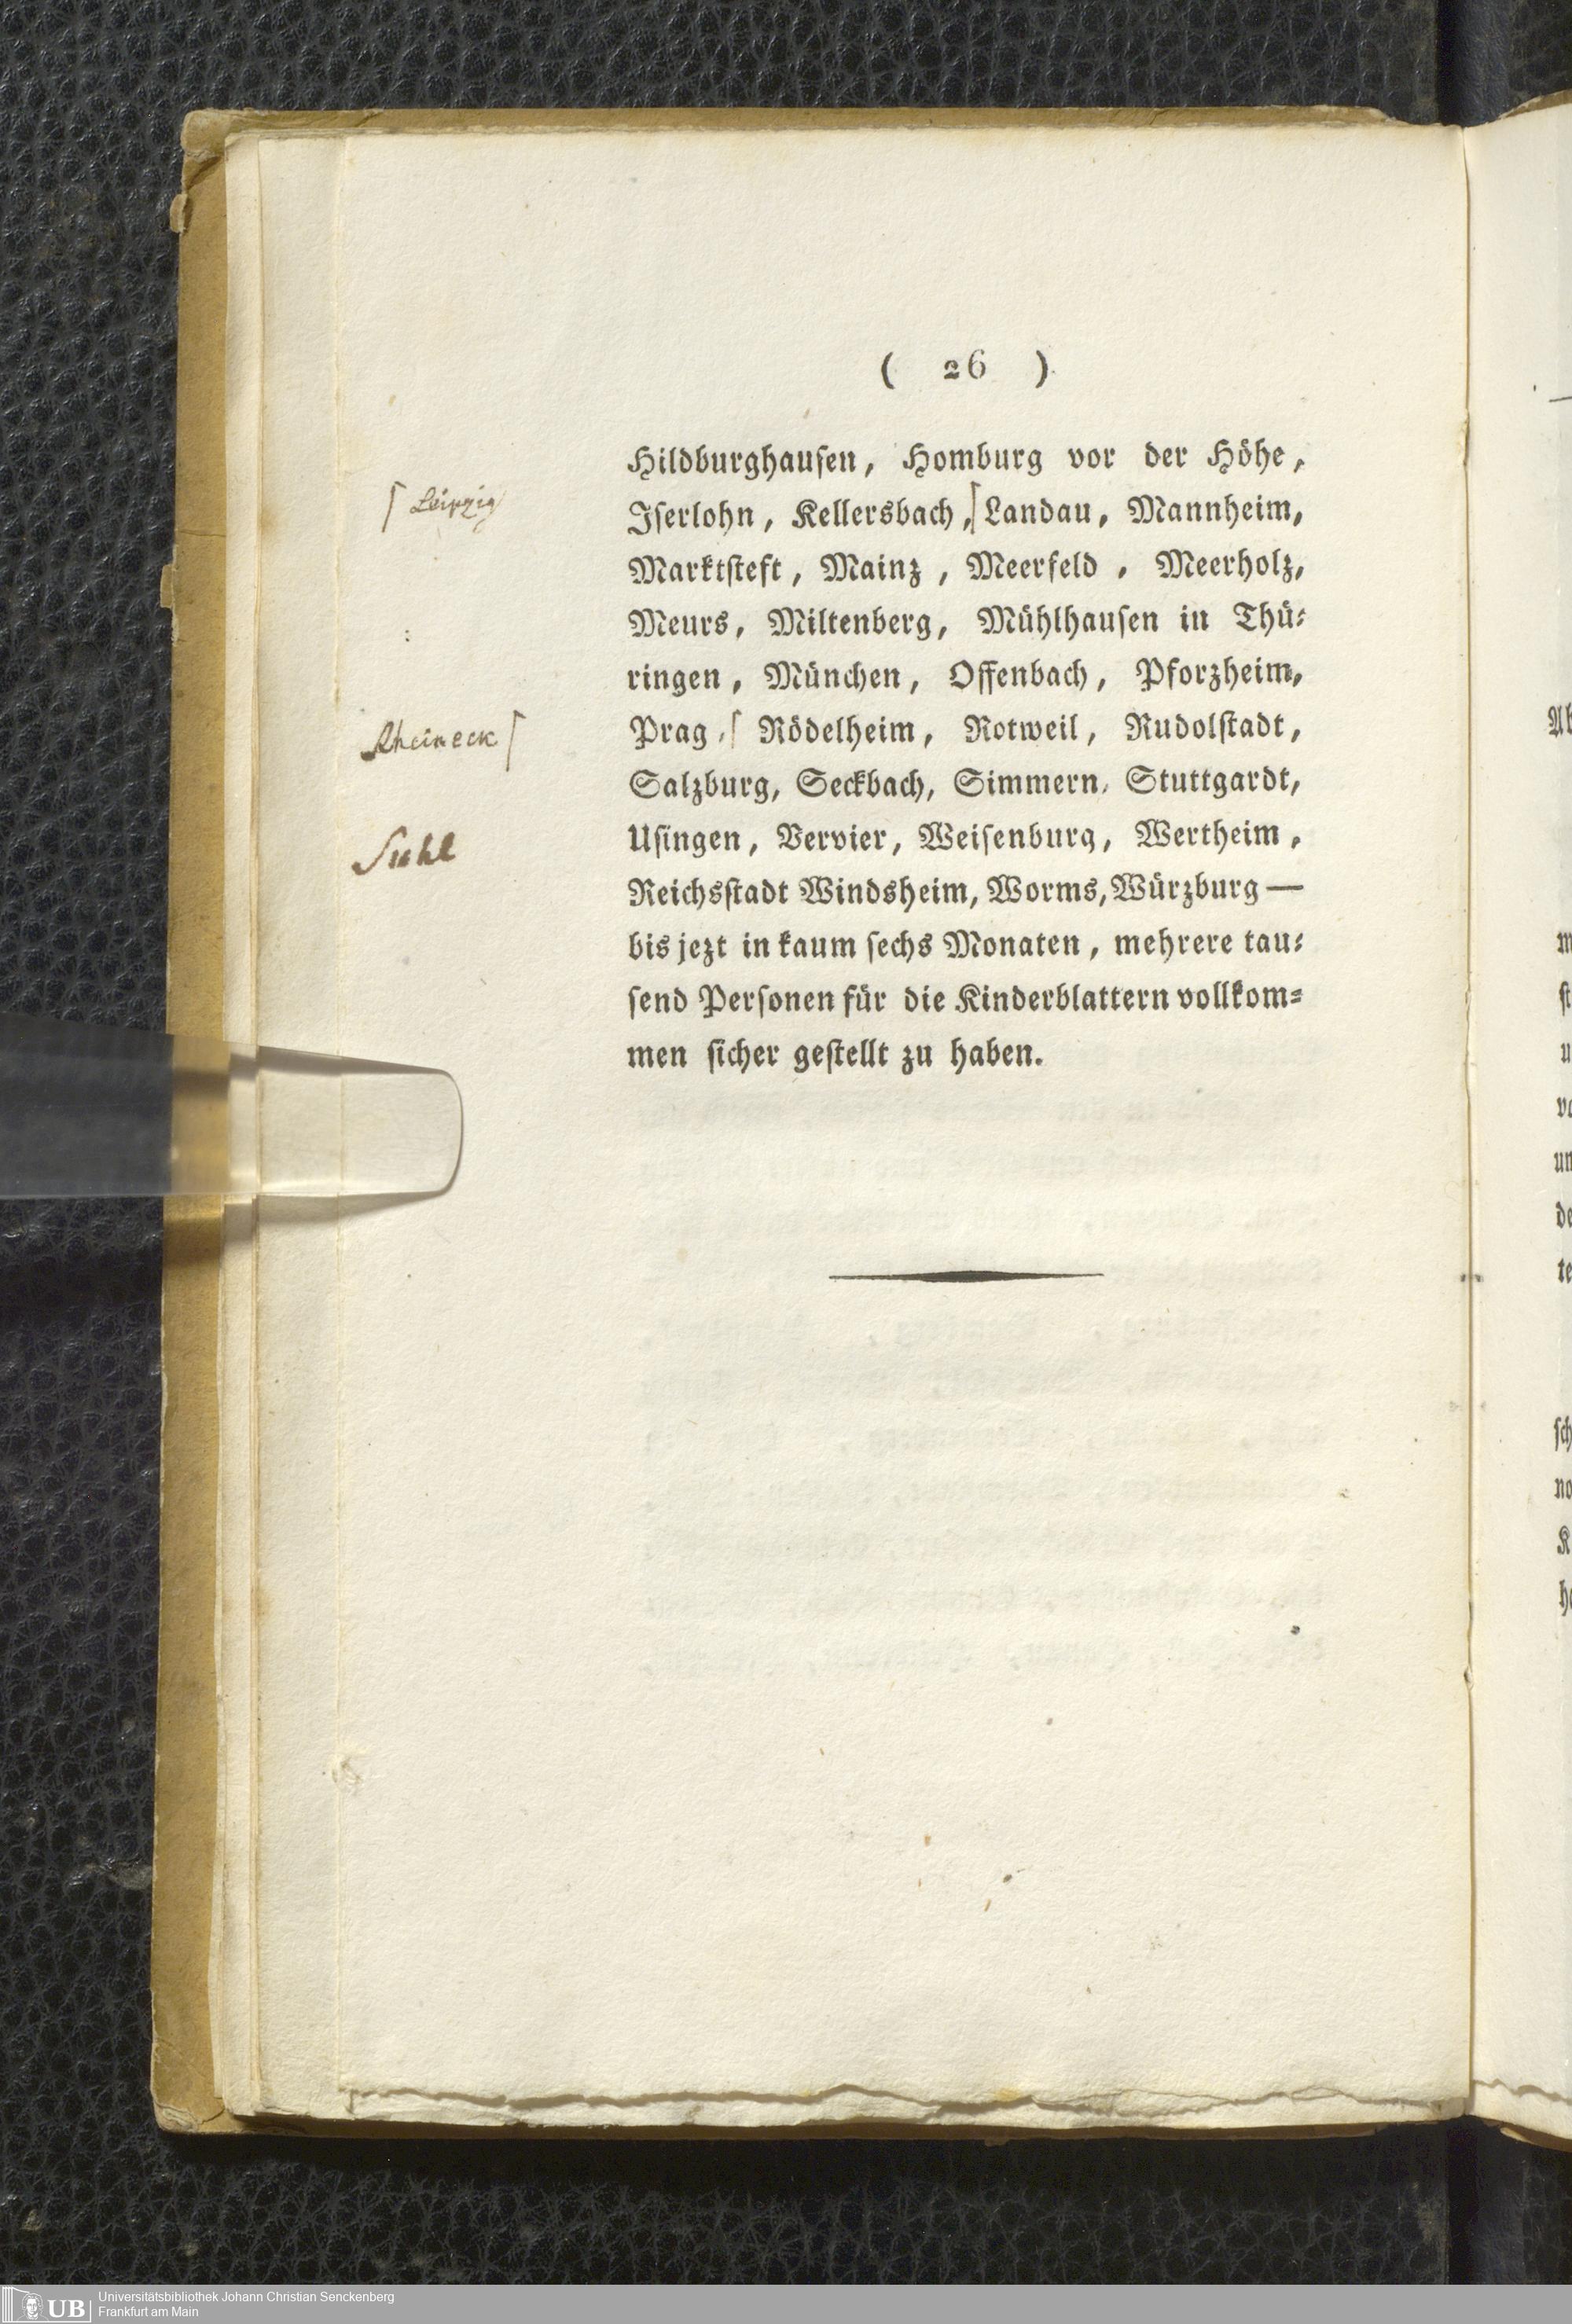 ( 26 )
Hildburghauſen, Homburg vor der Höhe,
⌈ Leipzig
Iſerlohn, Kellersbach,⌈ Landau, Mannheim,
Marktſteft, Mainz, Meerfeld, Meerholz,
Meurs, Miltenberg, Mühlhauſen in Thü⸗
ringen, München, Offenbach, Pforzheim,
Rheineck ⌈
Prag,⌈ Rödelheim, Rotweil, Rudolſtadt,
Salzburg, Seckbach, Simmern, Stuttgardt,
Suhl
Uſingen, Vervier, Weiſenburg, Wertheim,
Reichsſtadt Windsheim, Worms, Würzburg —
bis jezt in kaum ſechs Monaten, mehrere tau⸗
ſend Perſonen für die Kinderblattern vollkom⸗
men ſicher geſtellt zu haben.
UB Universitätsbibliothek Johann Christian Senckenberg
Frankfurt am Main